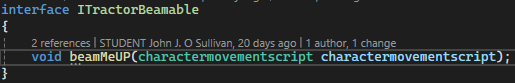 interface ITractorBeamable
{
2 references | STUDENT John J. O Sullivan, 20 days ago | 1 author, 1 change
void beamMeUP(charactermovementscript charactermovementscript);
}